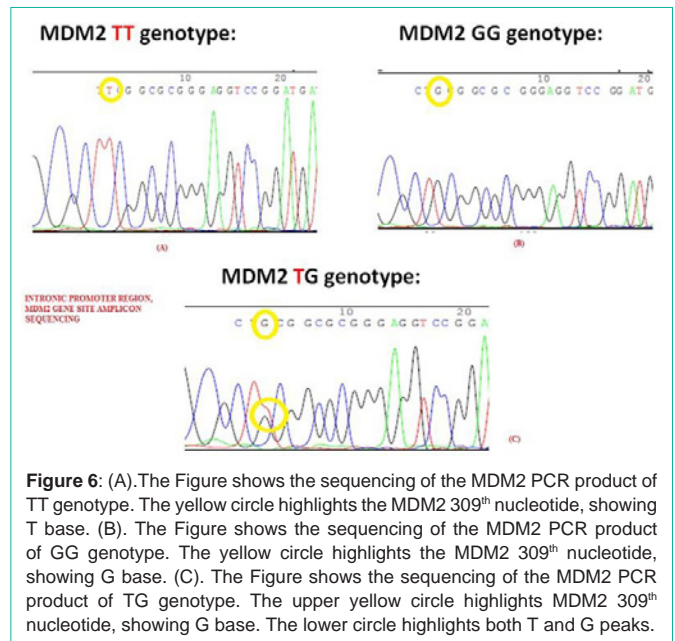 MDM2 TT genotype:
MDM2 GG genotype:
10 20
T T G G C G C G G G A G G T C C G G A T G A
10 20
C T G G G C G C G G G A G G T C C G G A T G
(A)
(B)
MDM2 TG genotype:
INTRONIC PROMOTER REGION,
MDM2 GENE SITE AMPLICON
SEQUENCING
10 20
C T G C G G C G C G G G A G G T C C G G A
(C)
Figure 6: (A).The Figure shows the sequencing of the MDM2 PCR product of
TT genotype. The yellow circle highlights the MDM2 309th nucleotide, showing
T base. (B). The Figure shows the sequencing of the MDM2 PCR product
of GG genotype. The yellow circle highlights the MDM2 309th nucleotide,
showing G base. (C). The Figure shows the sequencing of the MDM2 PCR
product of TG genotype. The upper yellow circle highlights MDM2 309th
nucleotide, showing G base. The lower circle highlights both T and G peaks.